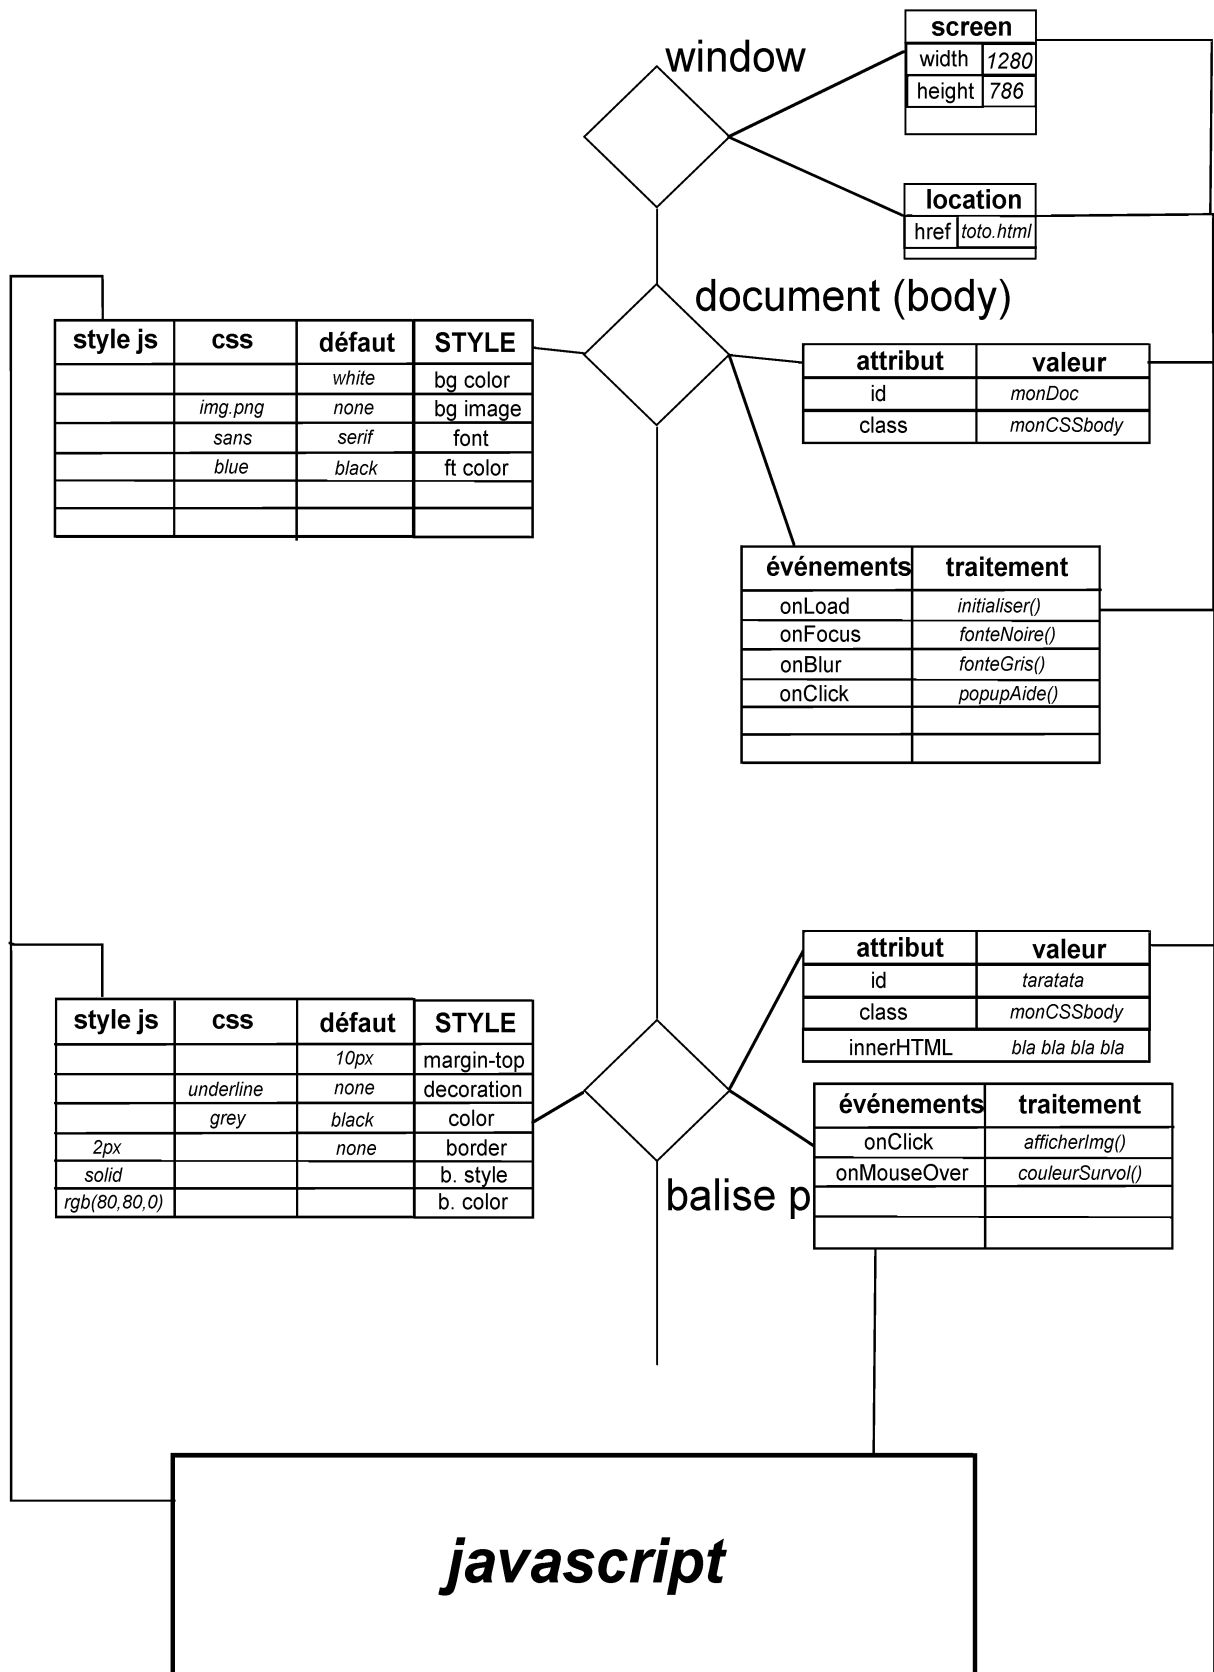 window
screen
width 1280
height 786
location
href toto.html
document (body)
style js css défaut STYLE
white bg color
img.png none bg image
sans serif font
blue black ft color
attribut valeur
id monDoc
class monCSSbody
événements traitement
onLoad initialiser()
onFocus fonteNoire()
onBlur fonteGris()
onClick popupAide()
attribut valeur
id taratata
class monCSSbody
innerHTML bla bla bla bla
style js css défaut STYLE
10px margin-top
underline none decoration
grey black color
2px none border
solid b. style
rgb(80,80,0) b. color
événements traitement
onClick afficherImg()
onMouseOver couleurSurvol()
balise p
javascript